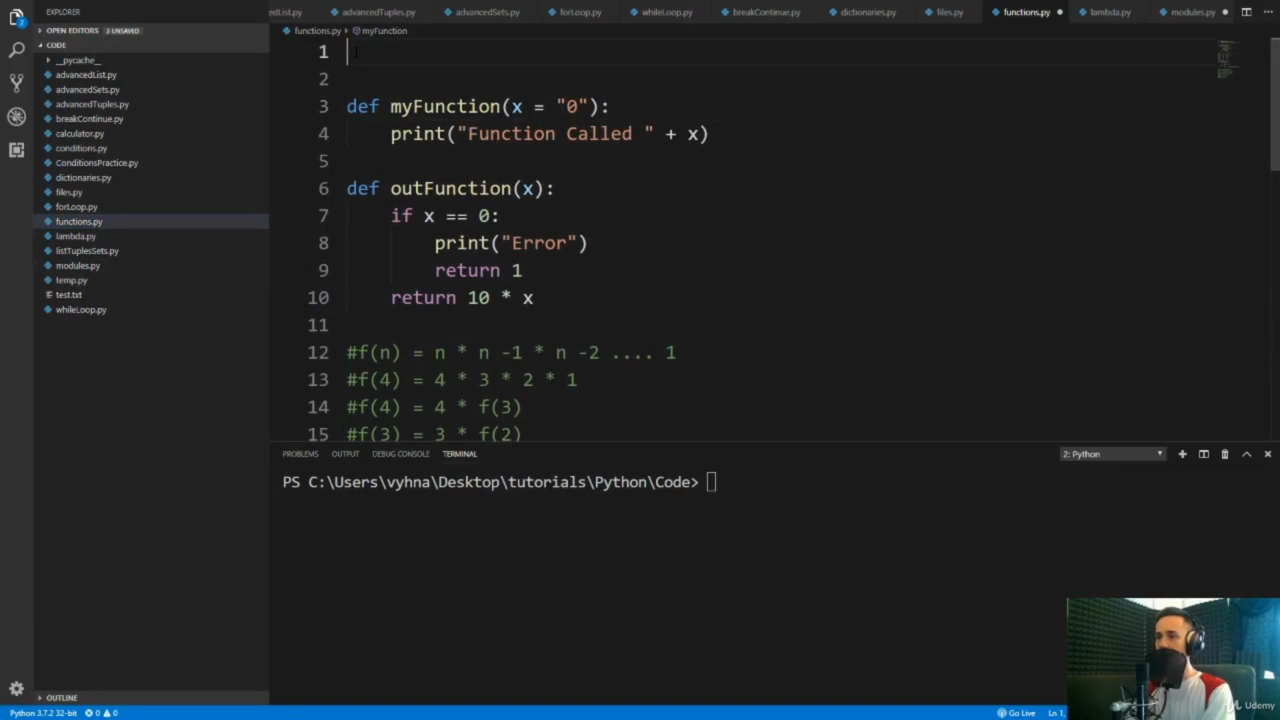 EXPLORER
OPEN EDITORS 2 UNSAVED
CODE
__pycache__
advancedList.py
advancedSets.py
advancedTuples.py
breakContinue.py
calculator.py
conditions.py
ConditionsPractice.py
dictionaries.py
files.py
forLoop.py
functions.py
lambda.py
listTuplesSets.py
modules.py
temp.py
test.txt
whileLoop.py
OUTLINE
2
edList.py advancedTuples.py advancedSets.py forLoop.py whileLoop.py breakContinue.py dictionaries.py files.py functions.py lambda.py modules.py
functions.py myFunction
1
2
3 def myFunction(x = "0"):
4 print("Function Called " + x)
5
6 def outFunction(x):
7 if x == 0:
8 print("Error")
9 return 1
10 return 10 * x
11
12 #f(n) = n * n -1 * n -2 .... 1
13 #f(4) = 4 * 3 * 2 * 1
14 #f(4) = 4 * f(3)
15 #f(3) = 3 * f(2)
PROBLEMS OUTPUT DEBUG CONSOLE TERMINAL 2: Python
PS C:\Users\vyhna\Desktop\tutorials\Python\Code>
Python 3.7.2 32-bit 0 0 Go Live Ln 1,
Udemy